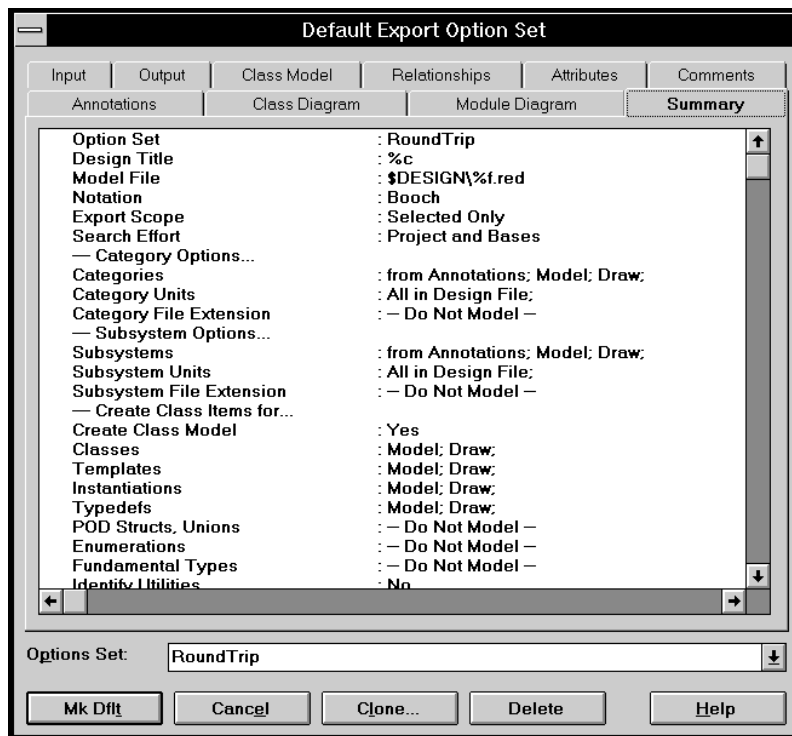 Default Export Option Set
Input Output Class Model Relationships Attributes Comments
Annotations Class Diagram Module Diagram Summary
Option Set : RoundTrip
Design Title : %c
Model File : $DESIGN\%f.red
Notation : Booch
Export Scope : Selected Only
Search Effort : Project and Bases
— Category Options...
Categories : from Annotations; Model; Draw;
Category Units : All in Design File;
Category File Extension : – Do Not Model –
— Subsystem Options...
Subsystems : from Annotations; Model; Draw;
Subsystem Units : All in Design File;
Subsystem File Extension : – Do Not Model –
— Create Class Items for...
Create Class Model : Yes
Classes : Model; Draw;
Templates : Model; Draw;
Instantiations : Model; Draw;
Typedefs : Model; Draw;
POD Structs, Unions : – Do Not Model –
Enumerations : – Do Not Model –
Fundamental Types : – Do Not Model –
Identify Utilities : No
Options Set: RoundTrip
Mk Dflt Cancel Clone... Delete Help